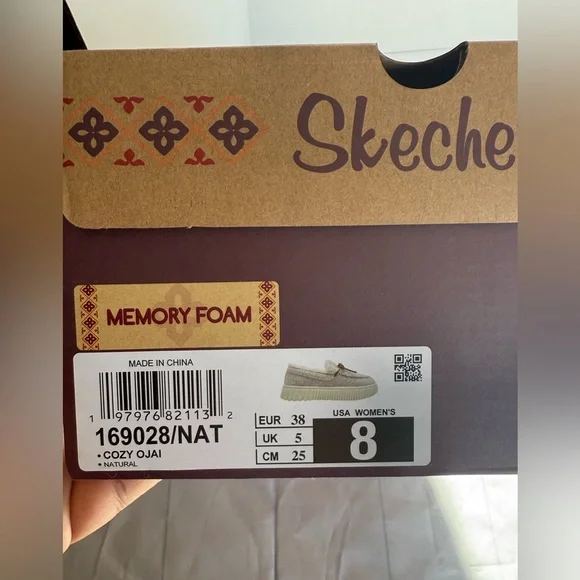 Skeche
MEMORY FOAM
MADE IN CHINA
1 97976 82113 2
169028/NAT
• COZY OJAI
• NATURAL
EUR 38
UK 5
CM 25
USA WOMEN'S
8